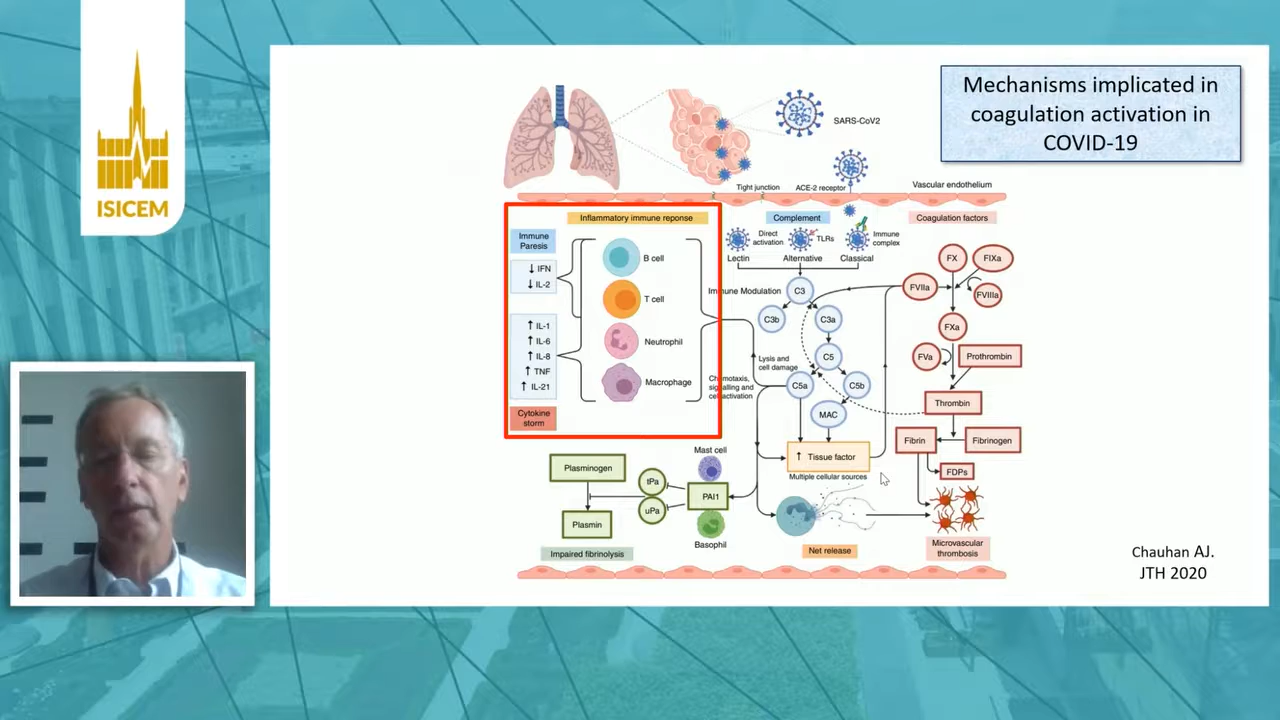 ISICEM
Mechanisms implicated in
coagulation activation in
COVID-19
SARS-CoV2
Tight junction
ACE-2 receptor
Vascular endothelium
Inflammatory immune reponse
Complement
Coagulation factors
Immune
Paresis
↓ IFN
↓ IL-2
↑ IL-1
↑ IL-6
↑ IL-8
↑ TNF
↑ IL-21
Cytokine
storm
B cell
T cell
Neutrophil
Macrophage
Direct
activation
TLRs
Immune
complex
Lectin
Alternative
Classical
Immune Modulation
C3
C3b
C3a
C5
C5a
C5b
MAC
Lysis and
cell damage
Chemotaxis,
signalling and
cell activation
↑ Tissue factor
Multiple cellular sources
FX
FIXa
FVIIa
FVIIIa
FXa
FVa
Prothrombin
Thrombin
Fibrin
Fibrinogen
FDPs
Plasminogen
Plasmin
tPa
uPa
Mast cell
PAI1
Basophil
Impaired fibrinolysis
Net release
Microvascular
thrombosis
Chauhan AJ.
JTH 2020